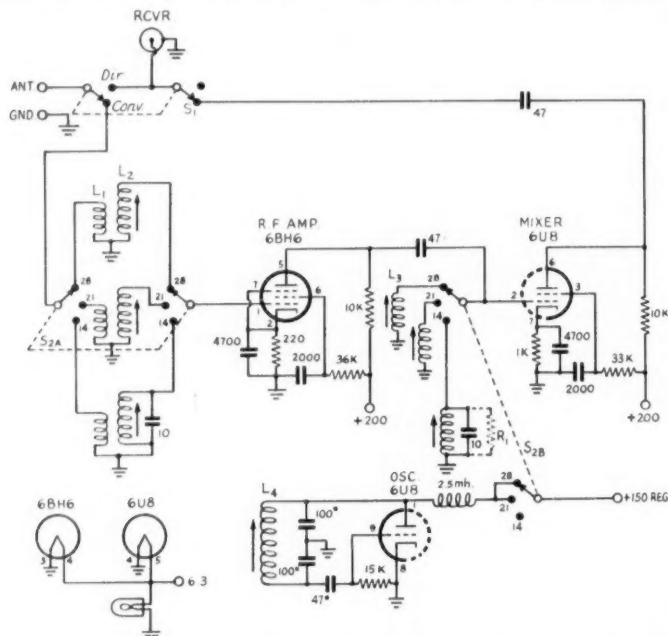 RCVR
ANT
Dir
GND
Conv.
S1
47
L1
L2
R.F. AMP.
6BH6
MIXER
6U8
28
21
14
28
21
14
S2A
10
7
5
6
1
2
4700
220
2000
36K
10K
+200
47
L3
28
21
14
10
R1
S2B
2
6
3
7
1K
4700
2000
33K
10K
+200
6BH6
6U8
3
4
4
5
6.3
L4
100*
100*
47*
OSC.
6U8
1
9
8
15K
2.5mh.
28
21
14
+150 REG